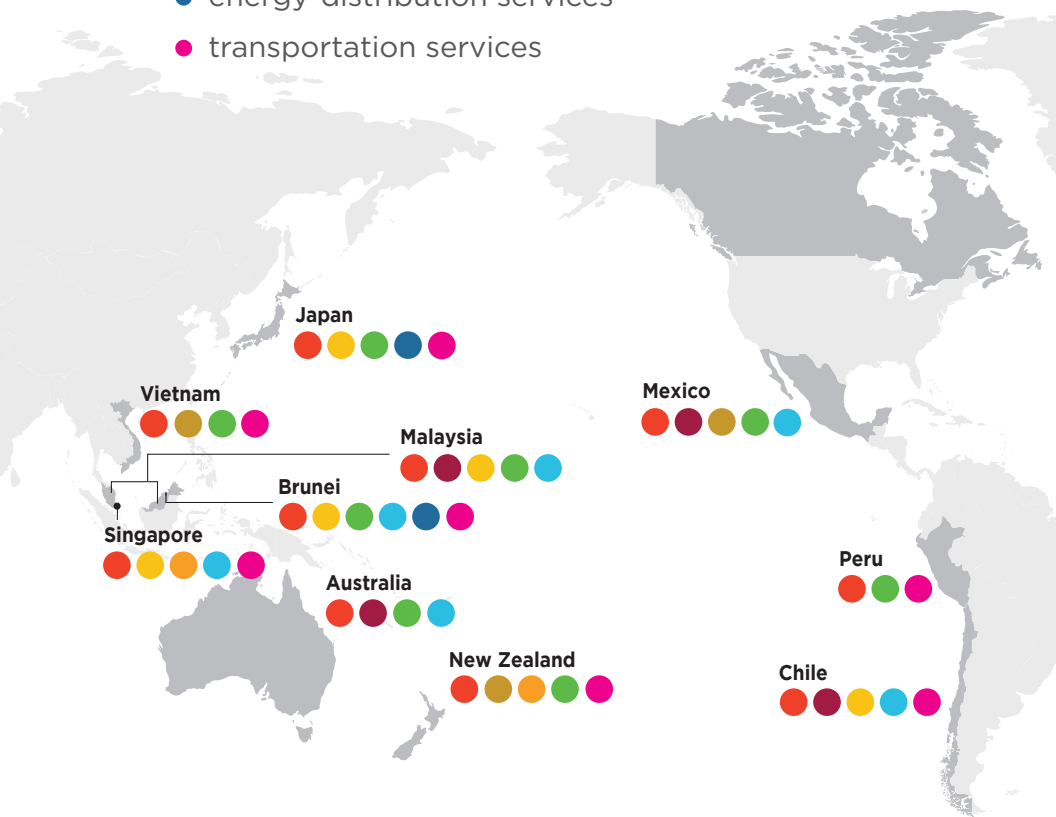 energy-distribution services
transportation services
Japan
Vietnam
Mexico
Malaysia
Brunei
Singapore
Peru
Australia
New Zealand
Chile